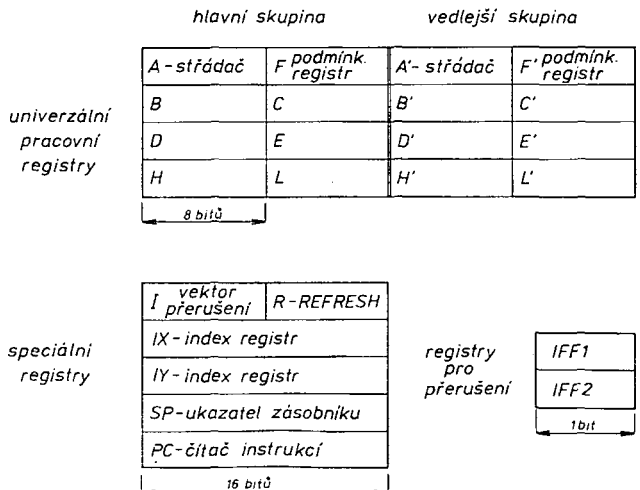 hlavní skupina
vedlejší skupina
univerzální
pracovní
registry
A-střádač
F podmínk. registr
A'-střádač
F' podmínk. registr
B
C
B'
C'
D
E
D'
E'
H
L
H'
L'
8 bitů
speciální
registry
I vektor přerušení
R-REFRESH
IX-index registr
IY-index registr
SP-ukazatel zásobníku
PC-čítač instrukcí
16 bitů
registry
pro
přerušení
IFF1
IFF2
1bit